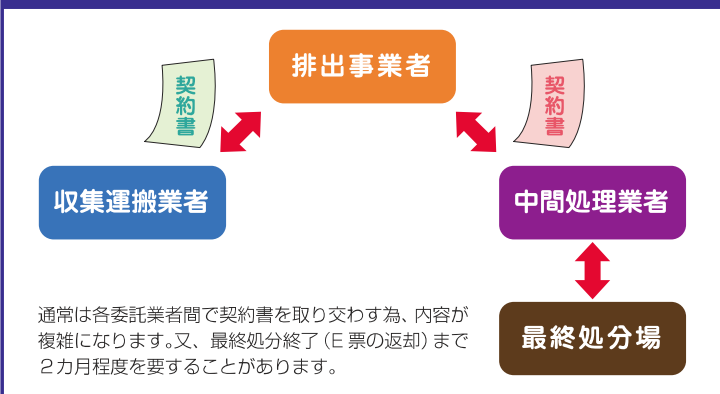 排出事業者
契約書
契約書
収集運搬業者
中間処理業者
最終処分場
通常は各委託業者間で契約書を取り交わす為、内容が
複雑になります。又、最終処分終了（E 票の返却）まで
２カ月程度を要することがあります。